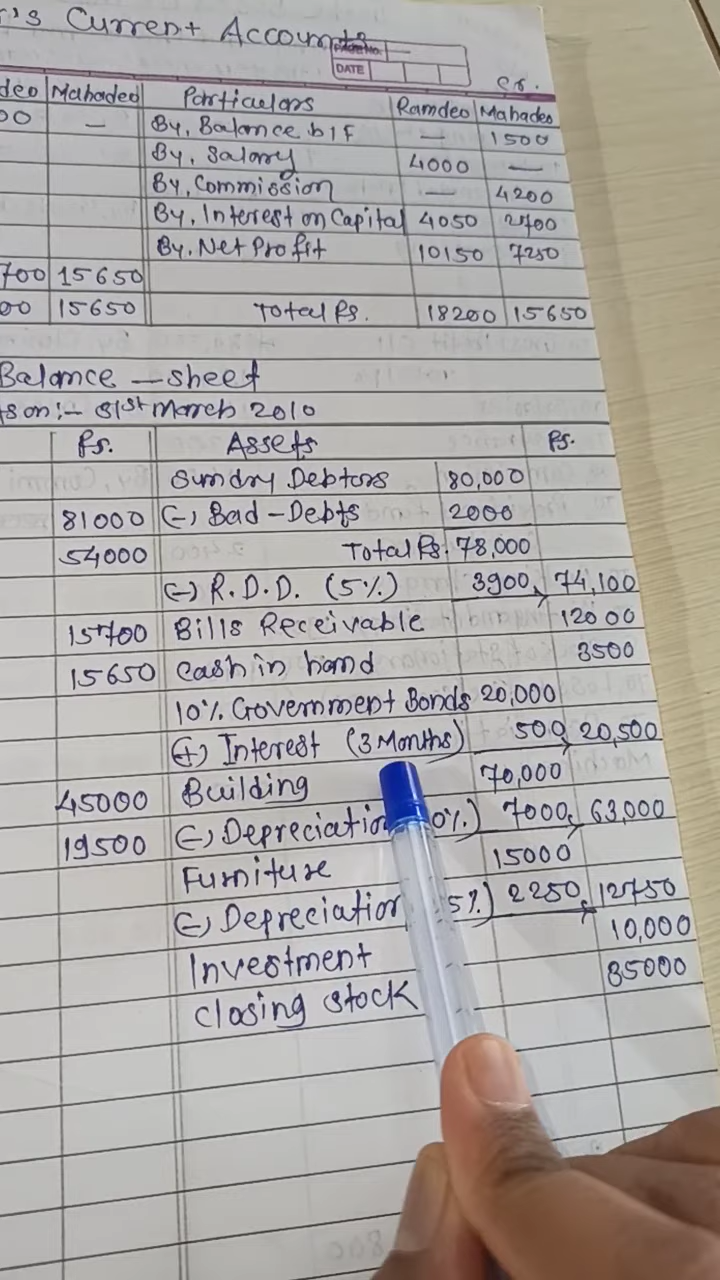 's Current Account
PAGE No.
DATE
cr.
deo Mahadeo Particulars Ramdeo Mahadeo
00 — By, Balance b/F — 1500
By, Salary 4000 —
By, Commission — 4200
By, Interest on Capital 4050 2700
By, Net Profit 10150 7250
700 15650
00 15650 Total Rs. 18200 15650
Balance — sheet
31st March 2010
Rs. Assets Rs.
Sundry Debtors 80,000
81000 (-) Bad-Debts 2000
54000 Total Rs. 78,000
(-) R.D.D. (5%) 3900 74,100
15700 Bills Receivable 12000
15650 Cash in hand 3500
10% Government Bonds 20,000
(+) Interest (3 Months) 500 20,500
45000 Building 70,000
19500 (-) Depreciation 0%) 7000 63,000
Furniture 15000
(-) Depreciation 5%) 2250 12750
Investment 10,000
Closing Stock 35000